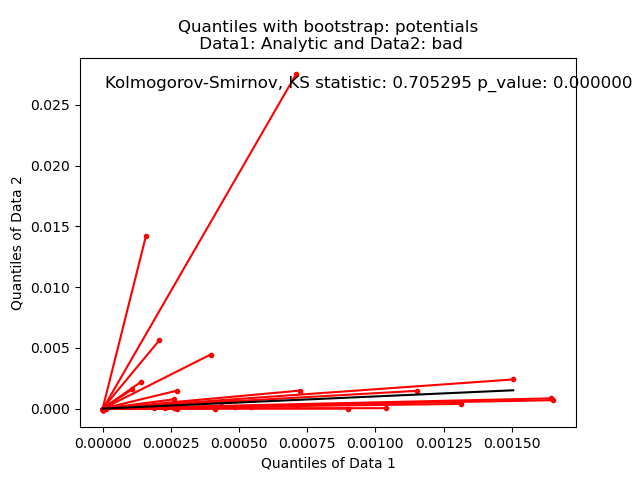 Quantiles with bootstrap: potentials
Data1: Analytic and Data2: bad
Kolmogorov-Smirnov, KS statistic: 0.705295 p_value: 0.000000
0.025
0.020
0.015
0.010
0.005
0.000
Quantiles of Data 2
0.00000 0.00025 0.00050 0.00075 0.00100 0.00125 0.00150
Quantiles of Data 1